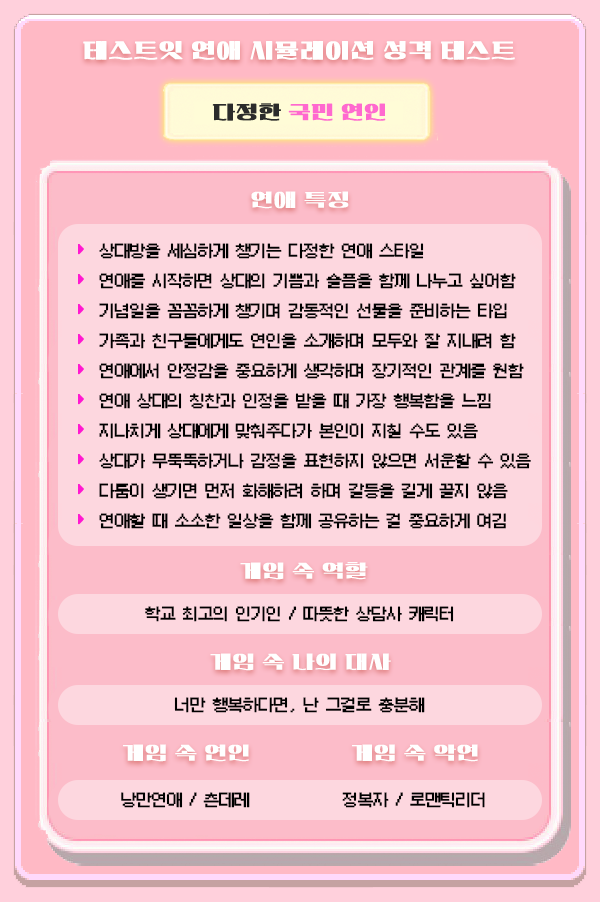 테스트잇 연애 시뮬레이션 성격 테스트
다정한 국민 연인
연애 특징
상대방을 세심하게 챙기는 다정한 연애 스타일
연애를 시작하면 상대의 기쁨과 슬픔을 함께 나누고 싶어함
기념일을 꼼꼼하게 챙기며 감동적인 선물을 준비하는 타입
가족과 친구들에게도 연인을 소개하며 모두와 잘 지내려 함
연애에서 안정감을 중요하게 생각하며 장기적인 관계를 원함
연애 상대의 칭찬과 인정을 받을 때 가장 행복함을 느낌
지나치게 상대에게 맞춰주다가 본인이 지칠 수도 있음
상대가 무뚝뚝하거나 감정을 표현하지 않으면 서운할 수 있음
다툼이 생기면 먼저 화해하려 하며 갈등을 길게 끌지 않음
연애할 때 소소한 일상을 함께 공유하는 걸 중요하게 여김
게임 속 역할
학교 최고의 인기인 / 따뜻한 상담사 캐릭터
게임 속 나의 대사
너만 행복하다면, 난 그걸로 충분해
게임 속 연인 게임 속 악연
낭만연애 / 츤데레 정복자 / 로맨틱리더